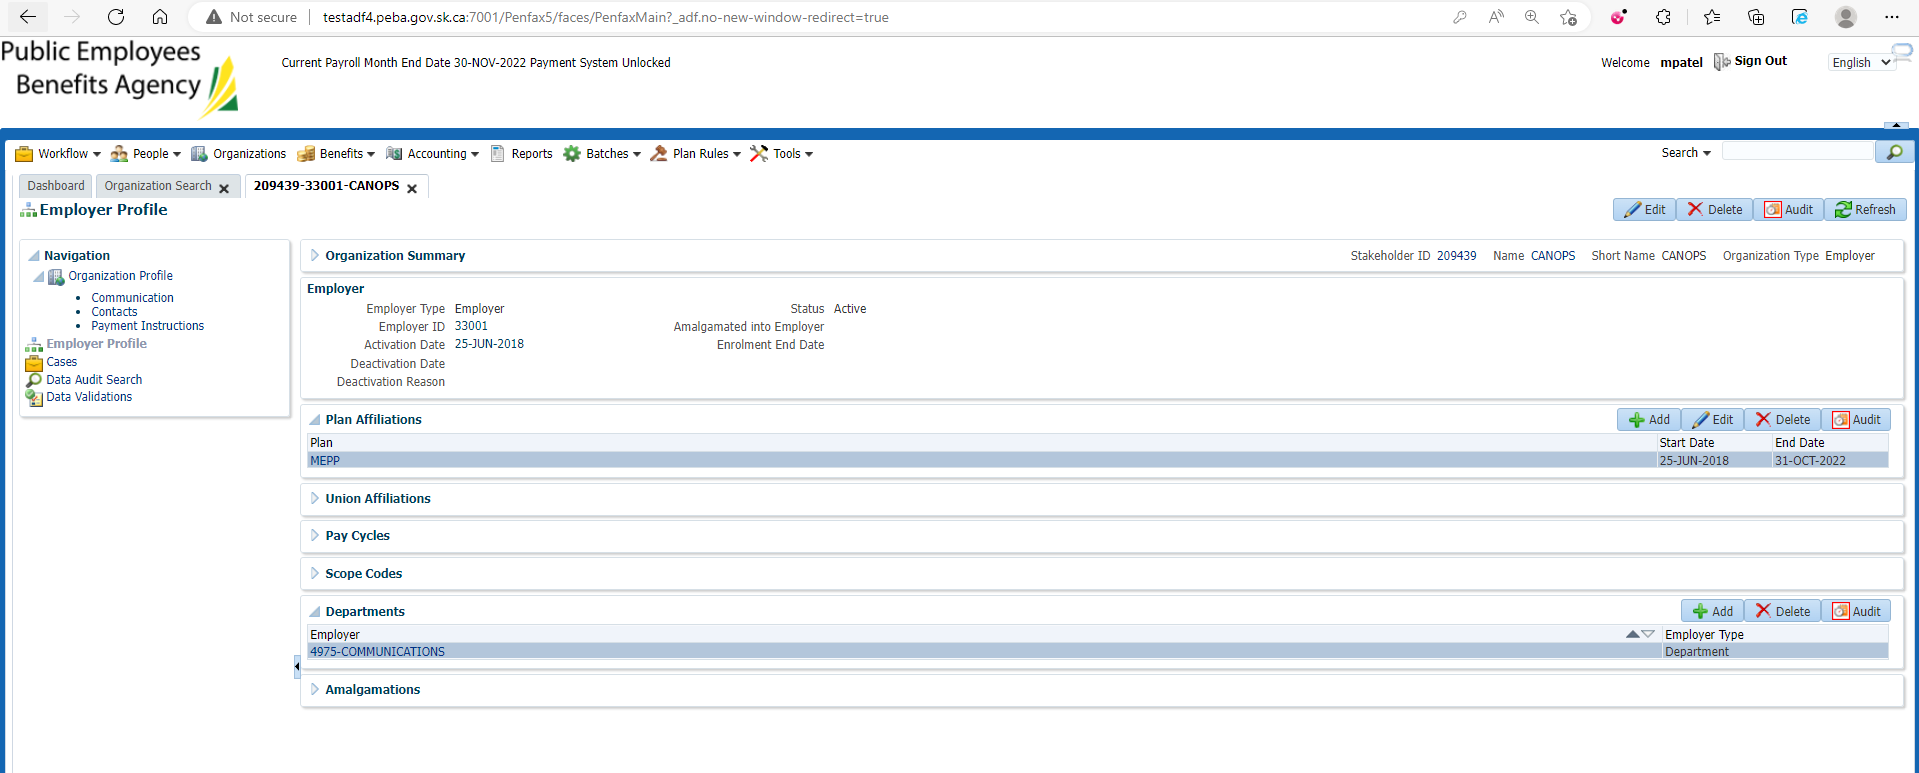 Not secure | testadf4.peba.gov.sk.ca:7001/Penfax5/faces/PenfaxMain?_adf.no-new-window-redirect=true
Public Employees
Benefits Agency
Current Payroll Month End Date 30-NOV-2022 Payment System Unlocked
Welcome mpatel Sign Out English
Workflow People Organizations Benefits Accounting Reports Batches Plan Rules Tools Search
Dashboard Organization Search 209439-33001-CANOPS
Employer Profile Edit Delete Audit Refresh
Navigation
Organization Profile
Communication
Contacts
Payment Instructions
Employer Profile
Cases
Data Audit Search
Data Validations
Organization Summary Stakeholder ID 209439 Name CANOPS Short Name CANOPS Organization Type Employer
Employer
Employer Type Employer Status Active
Employer ID 33001 Amalgamated into Employer
Activation Date 25-JUN-2018 Enrolment End Date
Deactivation Date
Deactivation Reason
Plan Affiliations Add Edit Delete Audit
Plan Start Date End Date
MEPP 25-JUN-2018 31-OCT-2022
Union Affiliations
Pay Cycles
Scope Codes
Departments Add Delete Audit
Employer Employer Type
4975-COMMUNICATIONS Department
Amalgamations